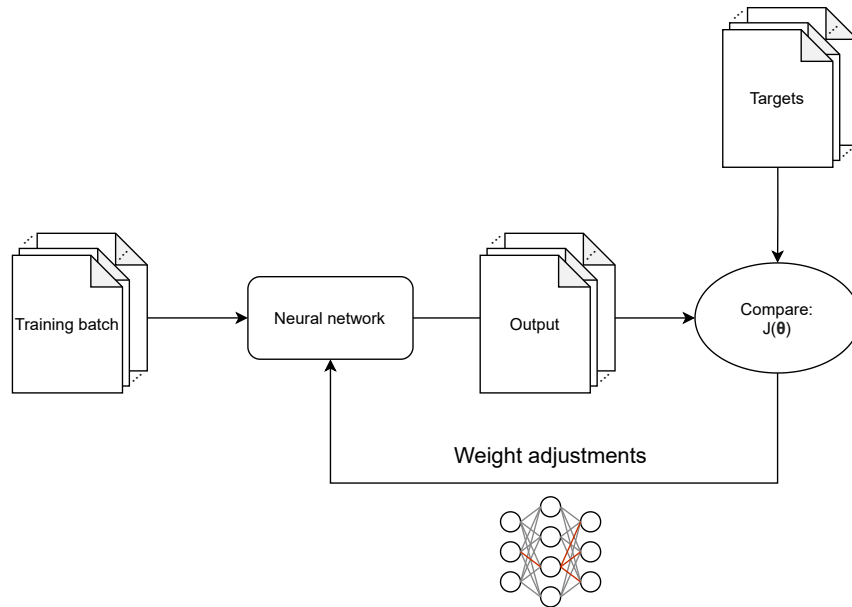 Targets
Training batch
Neural network
Output
Compare:
J(θ)
Weight adjustments